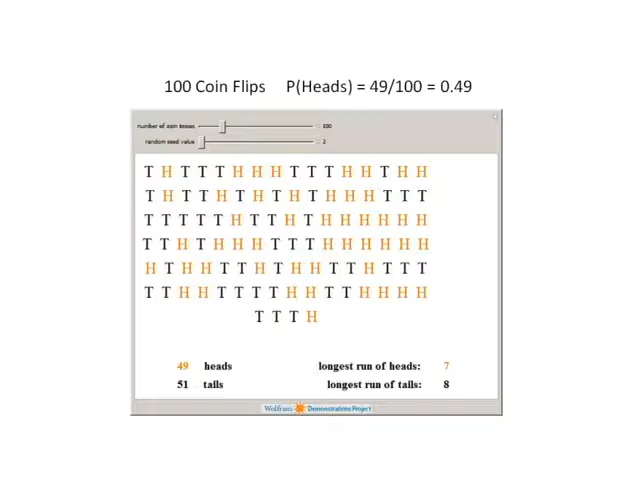 100 Coin Flips P(Heads) = 49/100 = 0.49
number of coin tosses 100
random seed value 2
T H T T T H H H T T T H H T H H
T H T T H T H T H T H H H T T T
T T T T T H T T H T H H H H H H
T T H T H H H T T T H H H H H H
H T H H T T H T H H T T H T T T
T T H H T T T T H H T T H H H H
T T T H
49 heads longest run of heads: 7
51 tails longest run of tails: 8
Wolfram Demonstrations Project